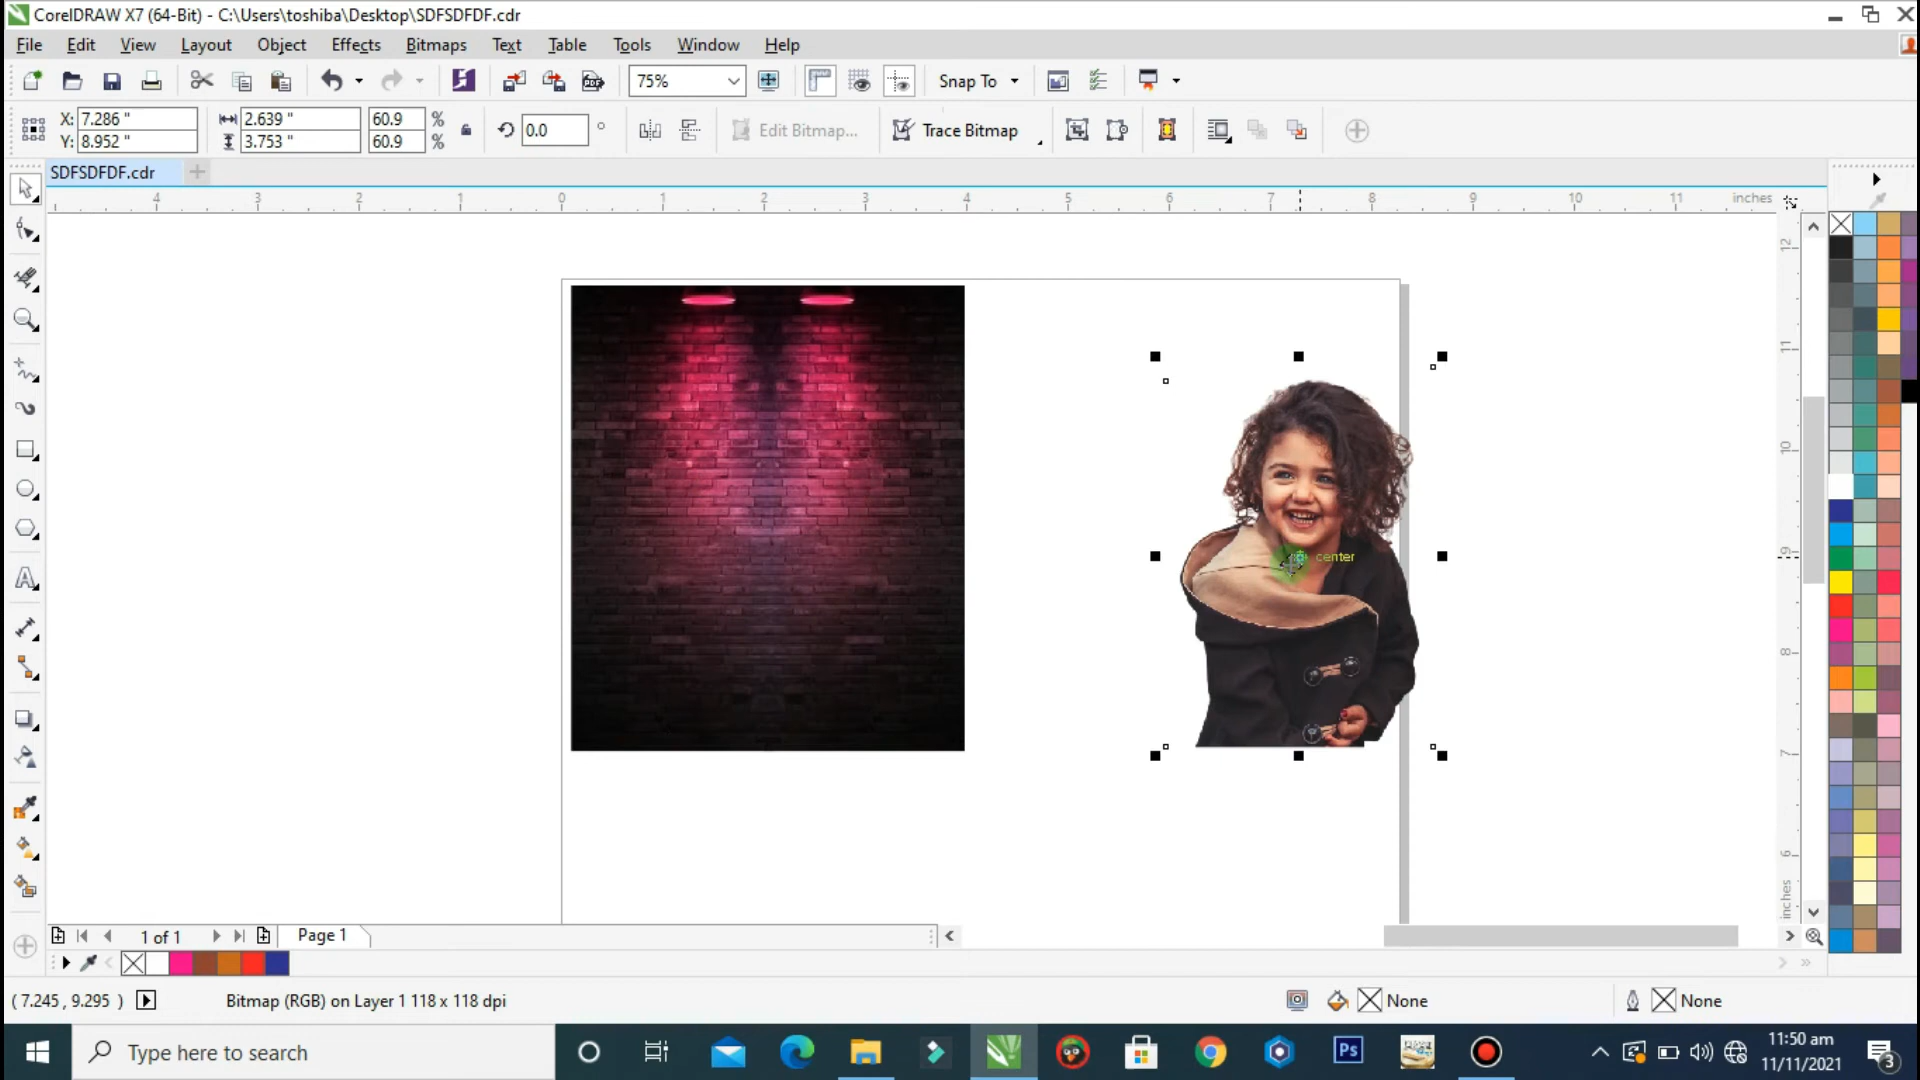 CorelDRAW X7 (64-Bit) - C:\Users\toshiba\Desktop\SDFSDFDF.cdr
File Edit View Layout Object Effects Bitmaps Text Table Tools Window Help
75% Snap To
X: 7.286 " 2.639 " 60.9 % 0.0 ° Edit Bitmap... Trace Bitmap
Y: 8.952 " 3.753 " 60.9 %
SDFSDFDF.cdr
4 3 2 1 0 1 2 3 4 5 6 7 8 9 10 11 inches
12
11
10
9
8
7
6
inches
center
1 of 1 Page 1
( 7.245 , 9.295 ) Bitmap (RGB) on Layer 1 118 x 118 dpi None None
Type here to search
Ps
11:50 am
11/11/2021
3